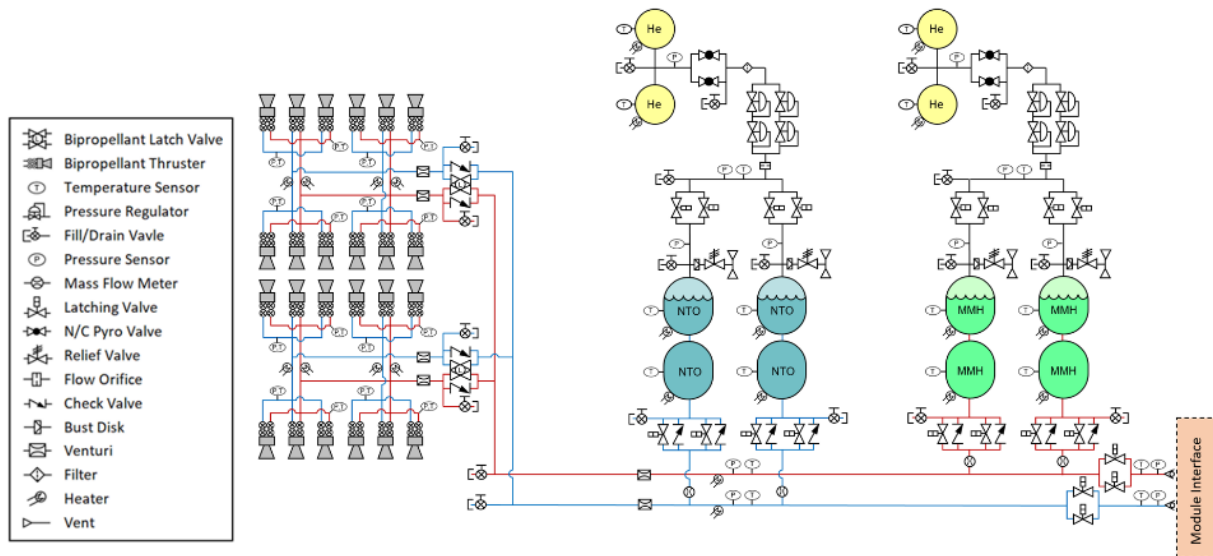 Bipropellant Latch Valve
Bipropellant Thruster
T Temperature Sensor
Pressure Regulator
Fill/Drain Vavle
P Pressure Sensor
Mass Flow Meter
Latching Valve
N/C Pyro Valve
Relief Valve
Flow Orifice
Check Valve
Bust Disk
Venturi
Filter
Heater
Vent
T He
T He
P
P
T He
T He
P,T P,T
P,T P,T
P T
P T
L
P,T P,T
P,T P,T
P P
P P
T NTO T NTO
T MMH T MMH
P,T P,T
P,T P,T
L
T NTO T NTO
T MMH T MMH
P,T P,T
P,T P,T
P T
T P
P T
T P
Module Interface